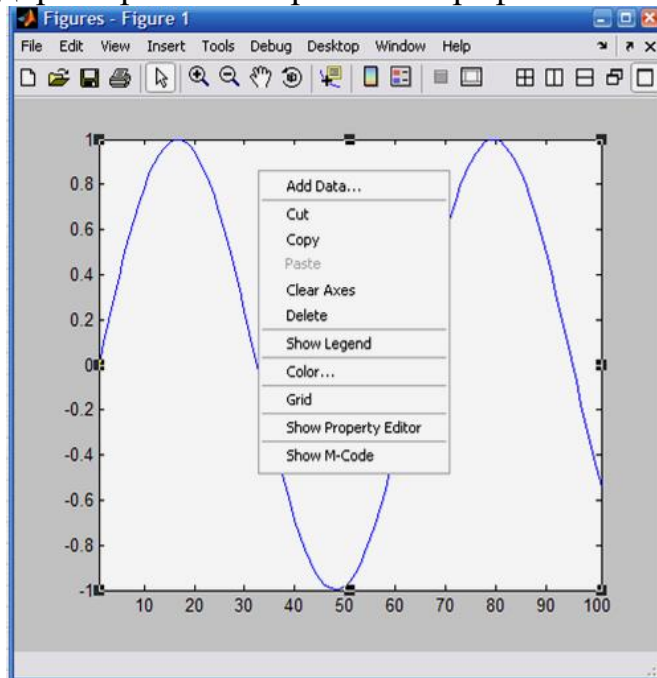 Figures - Figure 1
File Edit View Insert Tools Debug Desktop Window Help
1
0.8
0.6
0.4
0.2
0
-0.2
-0.4
-0.6
-0.8
-1
Add Data...
Cut
Copy
Paste
Clear Axes
Delete
Show Legend
Color...
Grid
Show Property Editor
Show M-Code
10 20 30 40 50 60 70 80 90 100